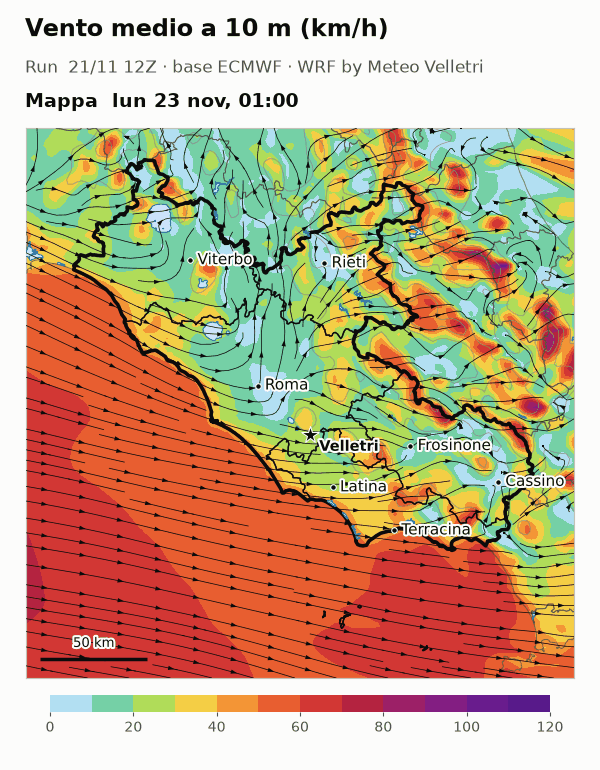 Vento medio a 10 m (km/h)
Run  21/11 12Z · base ECMWF · WRF by Meteo Velletri
Mappa  lun 23 nov, 01:00
Viterbo
Rieti
Roma
Velletri
Frosinone
Cassino
Latina
Terracina
50 km
0 20 40 60 80 100 120